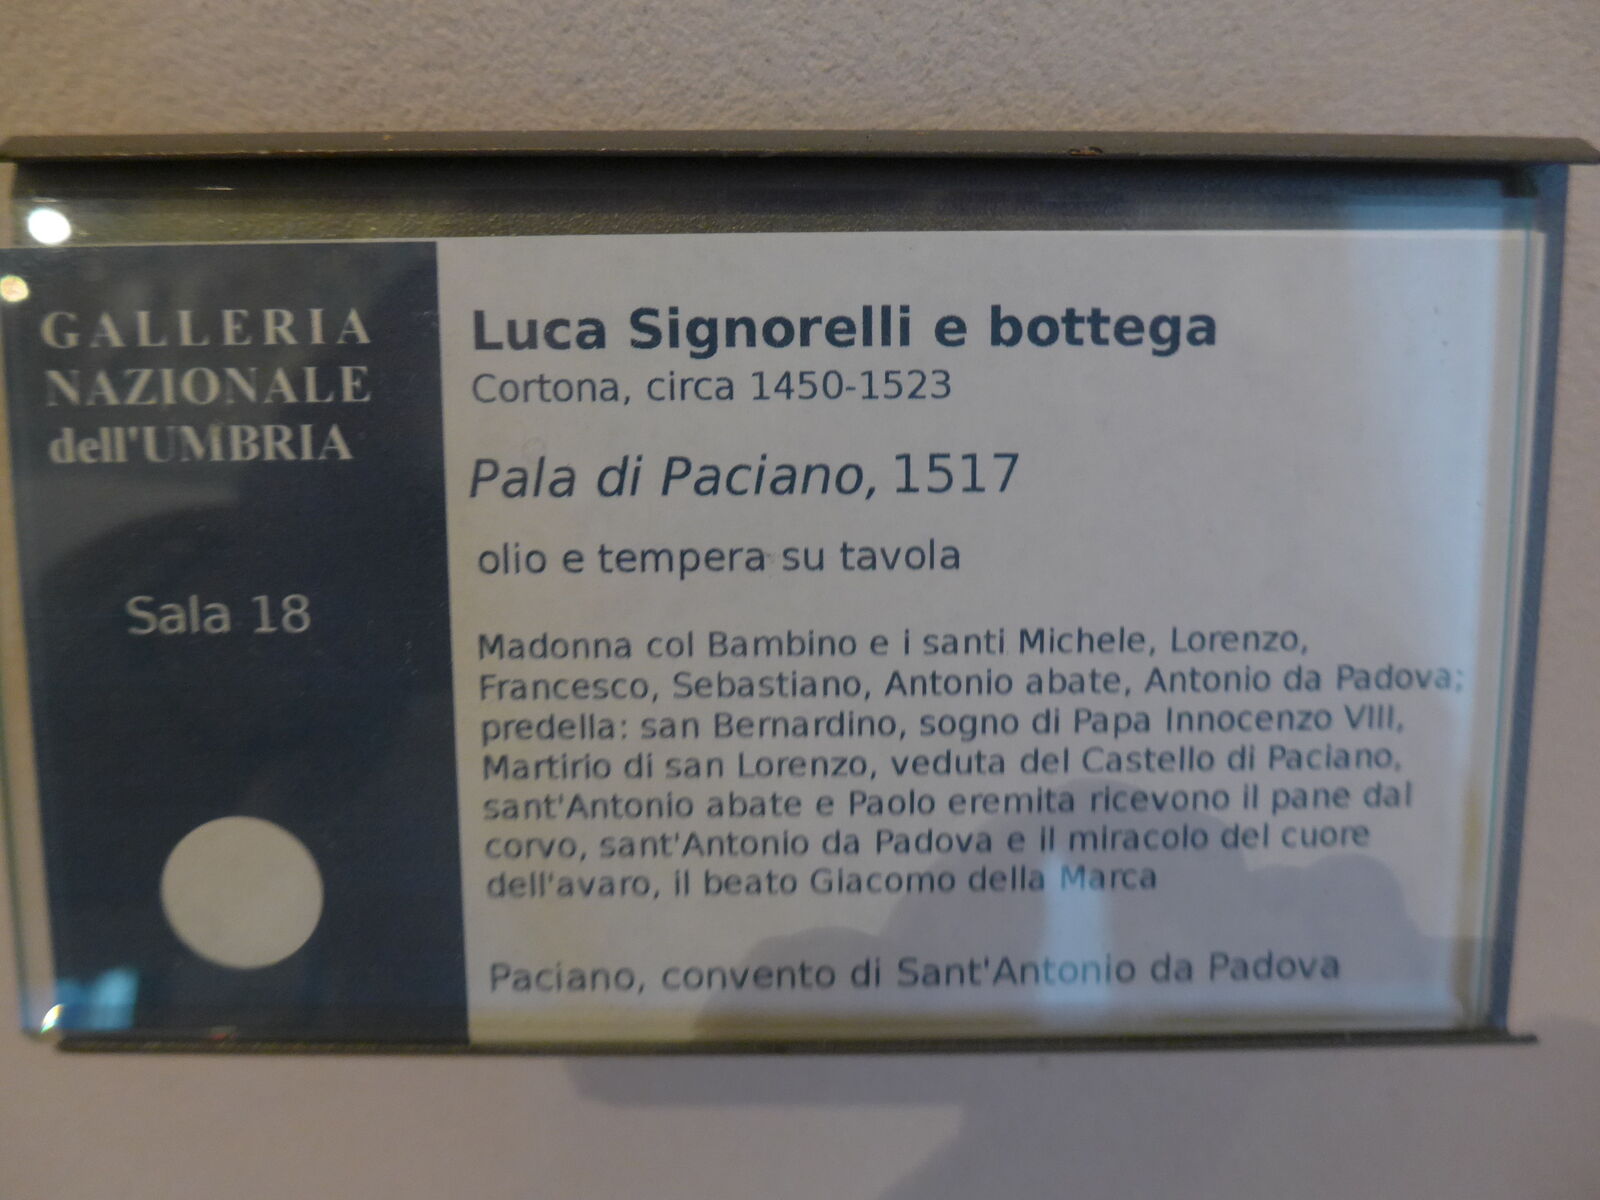 GALLERIA
NAZIONALE
dell'UMBRIA
Sala 18
Luca Signorelli e bottega
Cortona, circa 1450-1523
Pala di Paciano, 1517
olio e tempera su tavola
Madonna col Bambino e i santi Michele, Lorenzo,
Francesco, Sebastiano, Antonio abate, Antonio da Padova;
predella: san Bernardino, sogno di Papa Innocenzo VIII,
Martirio di san Lorenzo, veduta del Castello di Paciano,
sant'Antonio abate e Paolo eremita ricevono il pane dal
corvo, sant'Antonio da Padova e il miracolo del cuore
dell'avaro, il beato Giacomo della Marca
Paciano, convento di Sant'Antonio da Padova